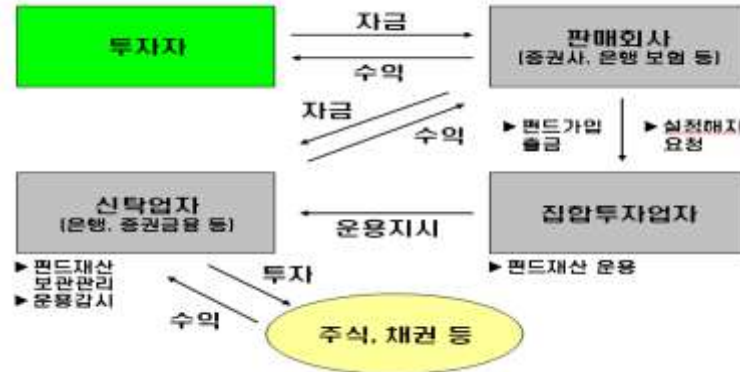 자금
투자자
판매회사
(증권사, 은행 보험 등)
수익
자금
수익
▶ 펀드가입
출금
▶ 설정해지
요청
신탁업자
(은행, 증권금융 등)
운용지시
집합투자업자
▶ 펀드재산
보관관리
▶ 운용감시
투자
▶ 펀드재산 운용
수익
주식, 채권 등